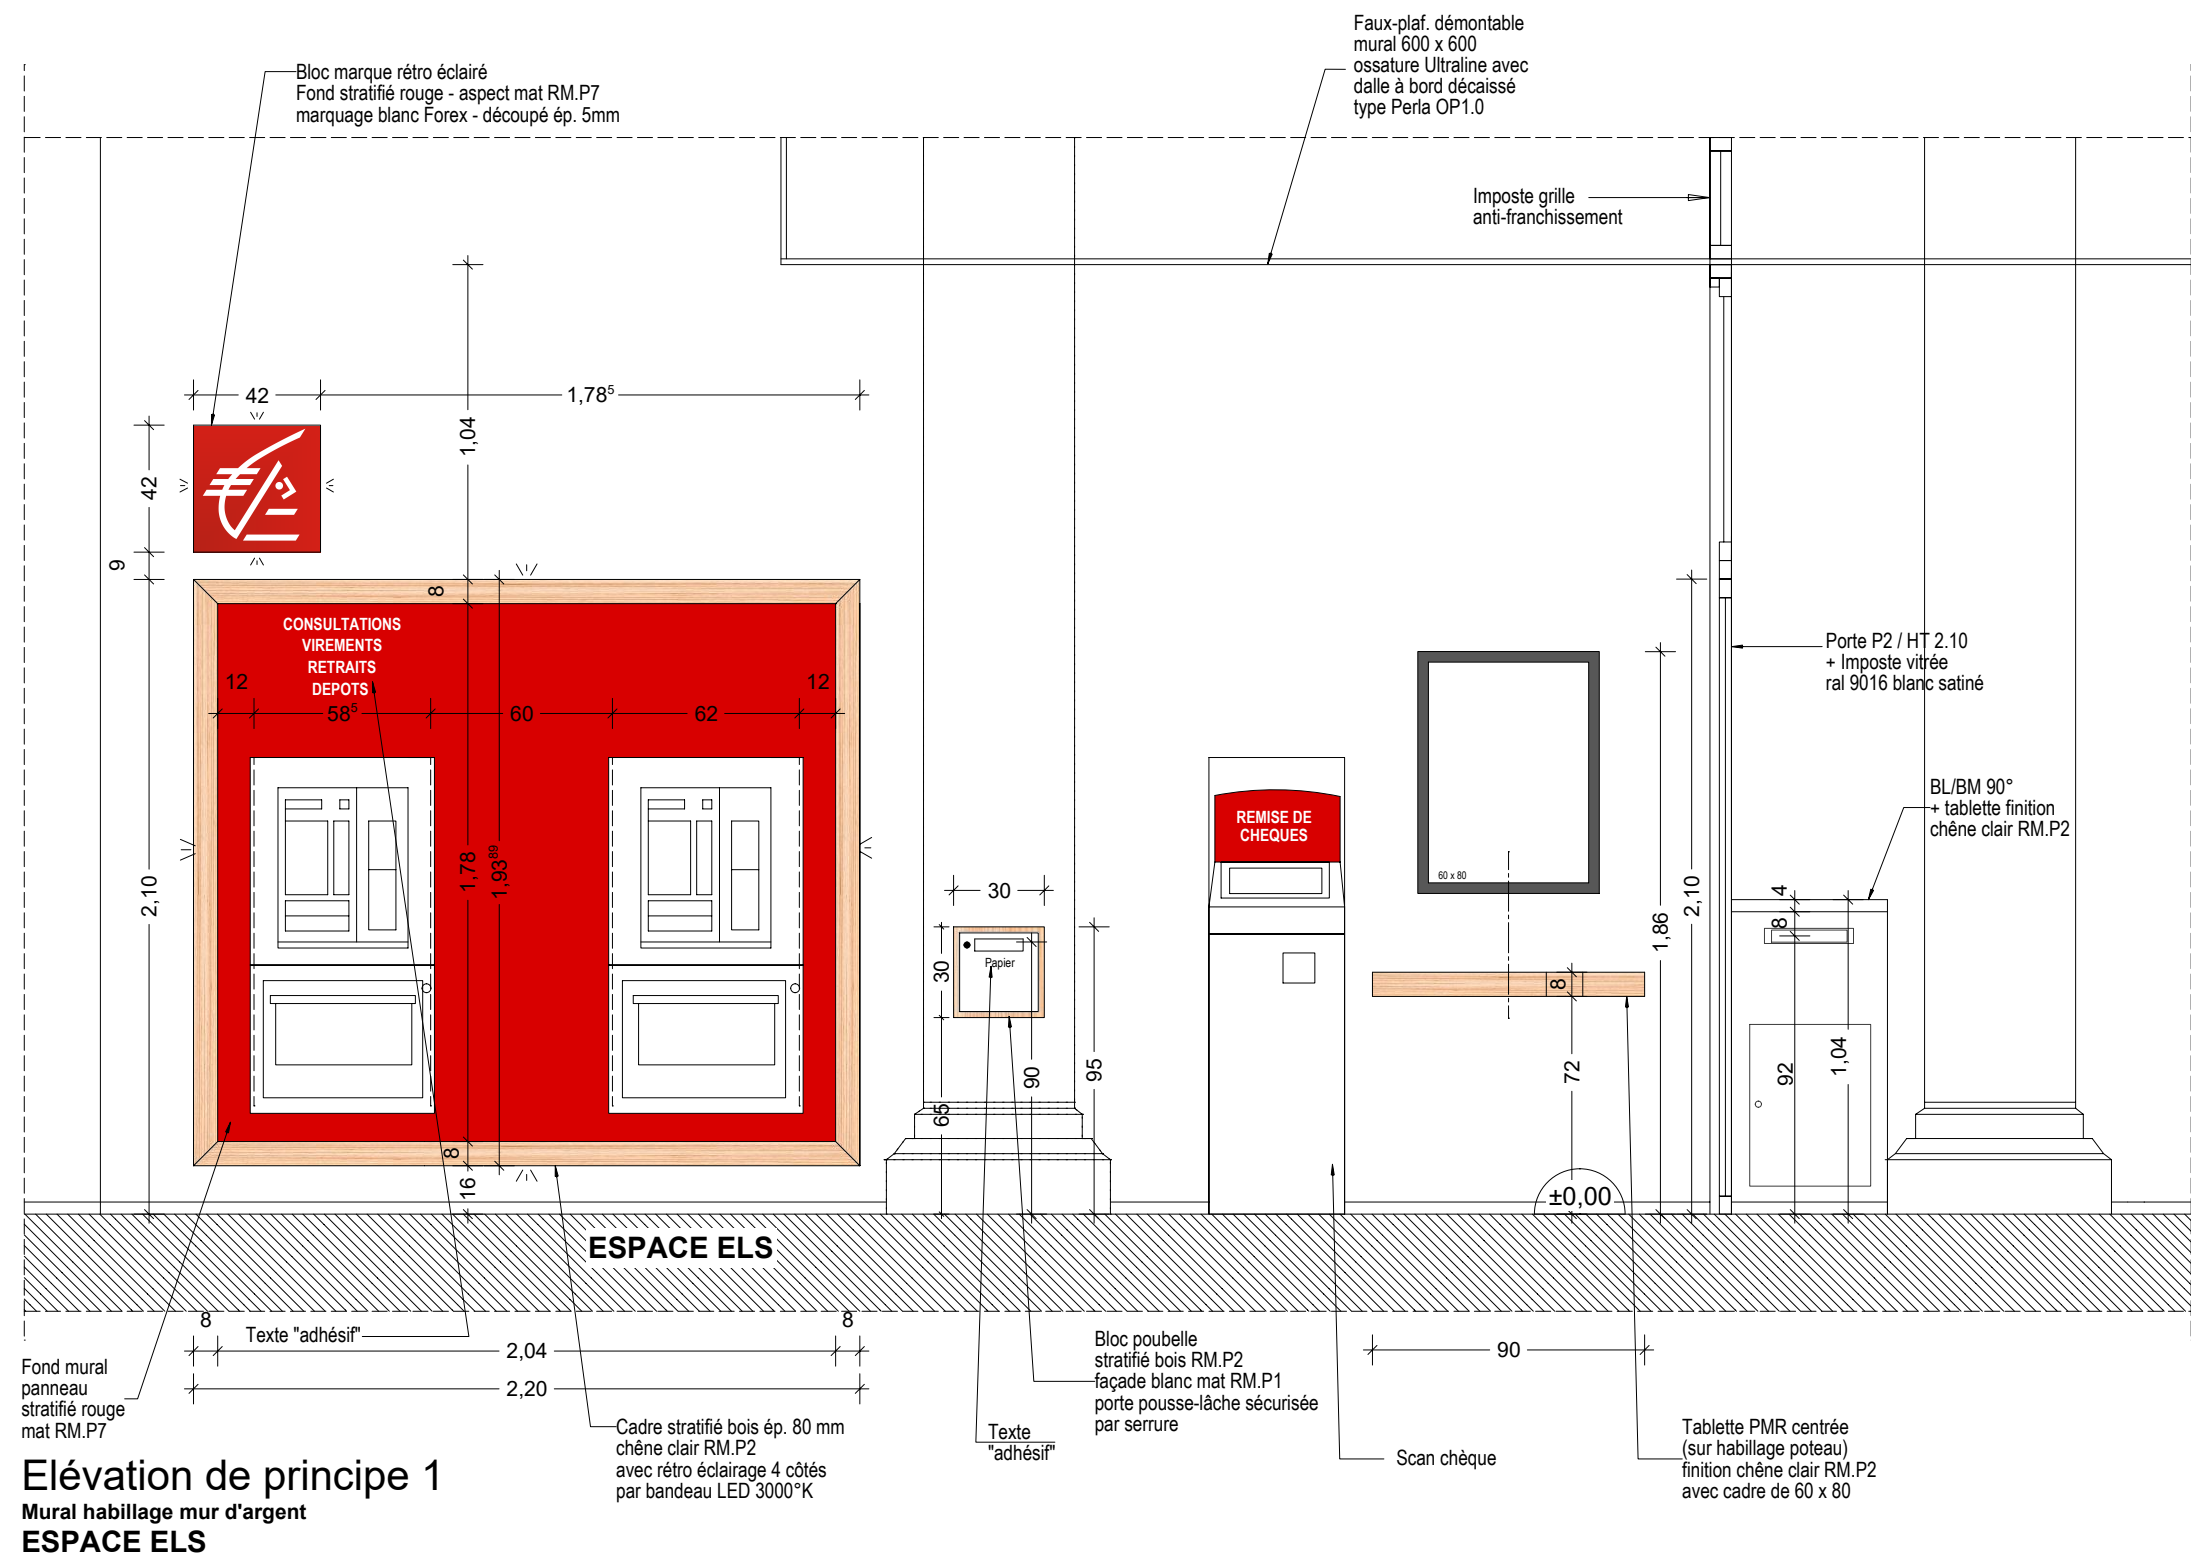 Faux-plaf. démontable
mural 600 x 600
ossature Ultraline avec
dalle à bord décaissé
type Perla OP1.0
Bloc marque rétro éclairé
Fond stratifié rouge - aspect mat RM.P7
marquage blanc Forex - découpé ép. 5mm
Imposte grille
anti-franchissement
42
1,78⁵
1,04
42
9
8
CONSULTATIONS
VIREMENTS
RETRAITS
DEPOTS
12
12
58⁵
60
62
2,10
1,78
1,93⁸⁹
8
16
30
30
Papier
65
90
95
REMISE DE
CHEQUES
60 x 80
8
72
±0,00
1,86
2,10
Porte P2 / HT 2.10
+ Imposte vitrée
ral 9016 blanc satiné
BL/BM 90°
+ tablette finition
chêne clair RM.P2
4
8
92
1,04
ESPACE ELS
8
8
2,04
2,20
90
Texte "adhésif"
Fond mural
panneau
stratifié rouge
mat RM.P7
Cadre stratifié bois ép. 80 mm
chêne clair RM.P2
avec rétro éclairage 4 côtés
par bandeau LED 3000°K
Texte
"adhésif"
Bloc poubelle
stratifié bois RM.P2
façade blanc mat RM.P1
porte pousse-lâche sécurisée
par serrure
Scan chèque
Tablette PMR centrée
(sur habillage poteau)
finition chêne clair RM.P2
avec cadre de 60 x 80
Elévation de principe 1
Mural habillage mur d'argent
ESPACE ELS